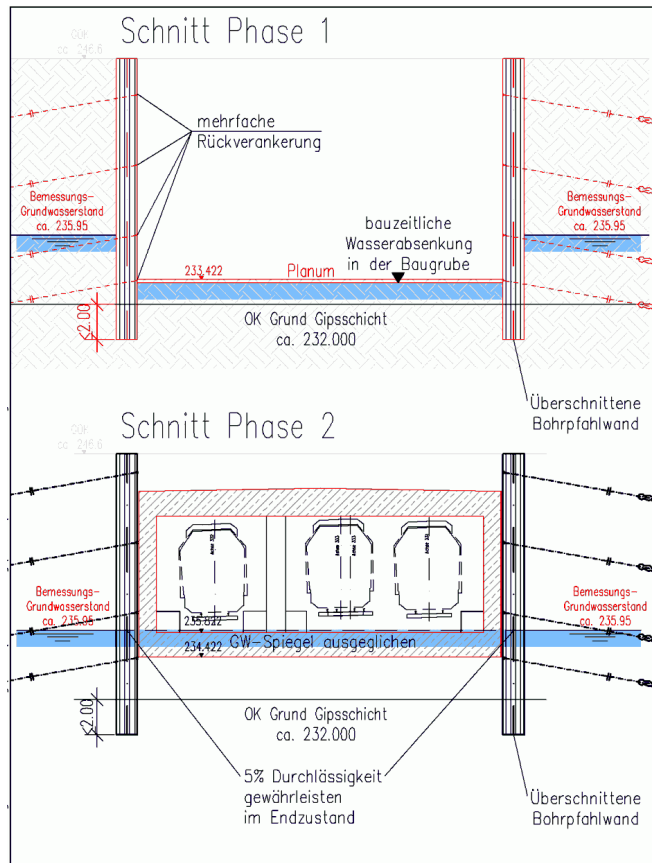 Schnitt Phase 1
GOK
ca. 246.6
mehrfache
Rückverankerung
Bemessungs-
Grundwasserstand
ca. 235.95
Bemessungs-
Grundwasserstand
ca. 235.95
bauzeitliche
Wasserabsenkung
in der Baugrube
233.422
Planum
OK Grund Gipsschicht
ca. 232.000
<2.00
Überschnittene
Bohrpfahlwand
Schnitt Phase 2
GOK
ca. 246.6
Bemessungs-
Grundwasserstand
ca. 235.95
Bemessungs-
Grundwasserstand
ca. 235.95
235.822
GW-Spiegel ausgeglichen
234.422
OK Grund Gipsschicht
ca. 232.000
<2.00
5% Durchlässigkeit
gewährleisten
im Endzustand
Überschnittene
Bohrpfahlwand